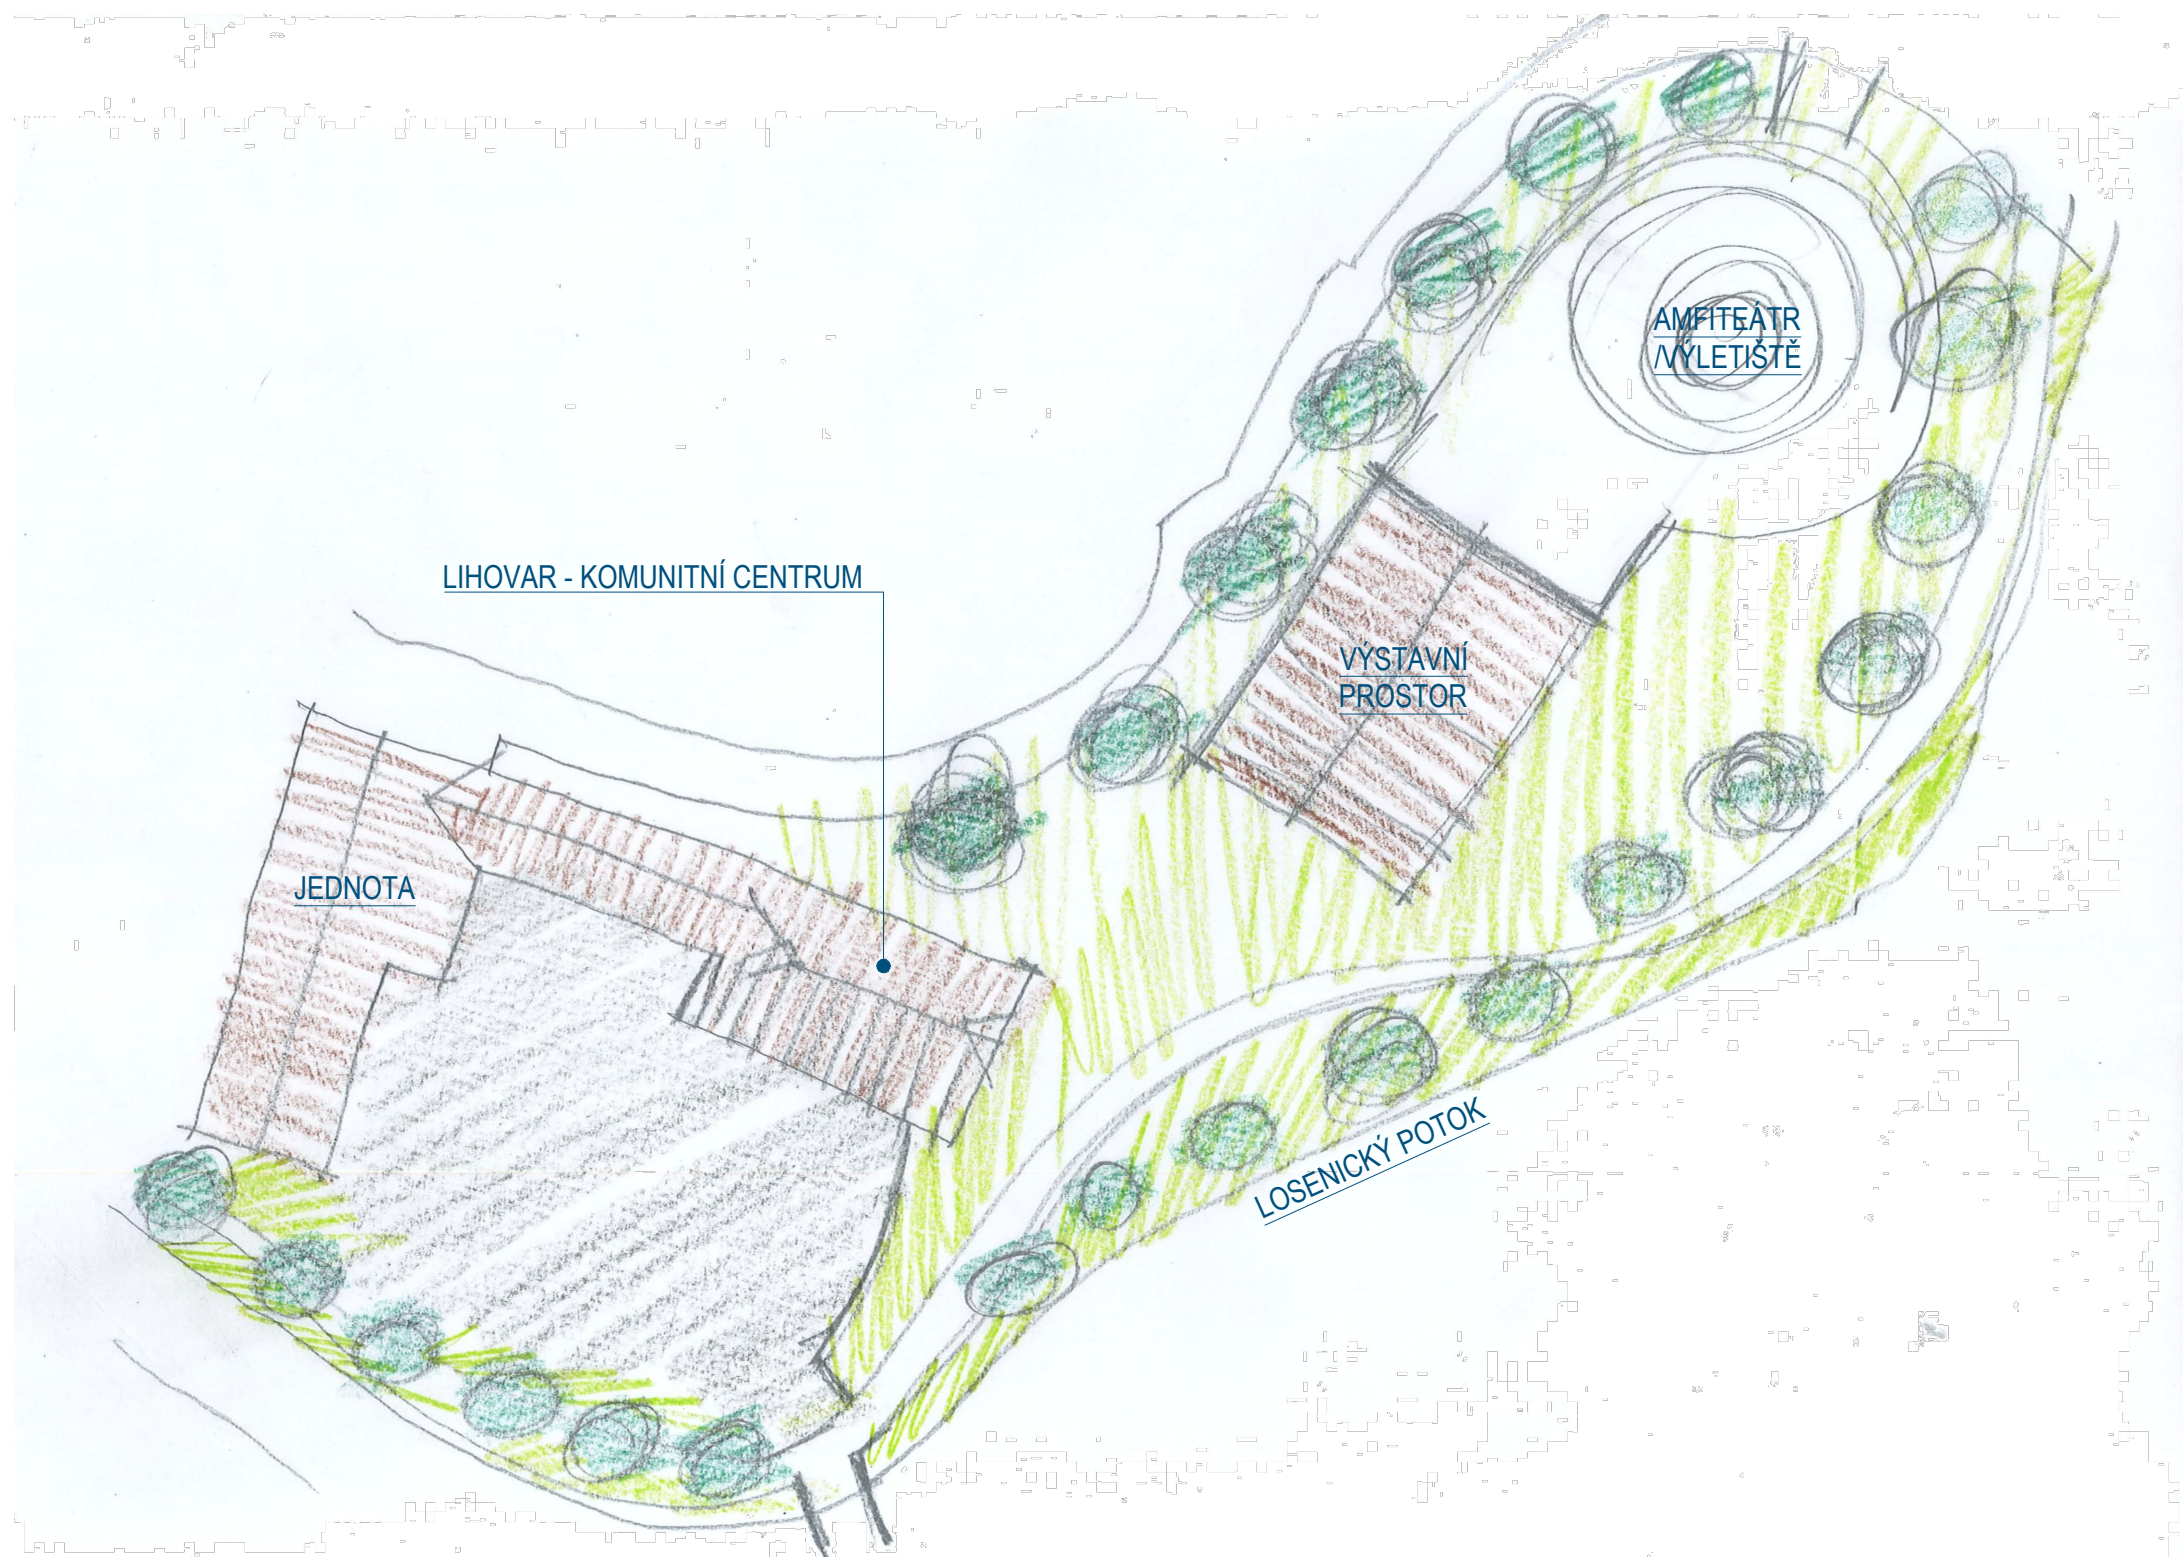 AMFITEÁTR
/VÝLETIŠTĚ
LIHOVAR - KOMUNITNÍ CENTRUM
VÝSTAVNÍ
PROSTOR
JEDNOTA
LOSENICKÝ POTOK